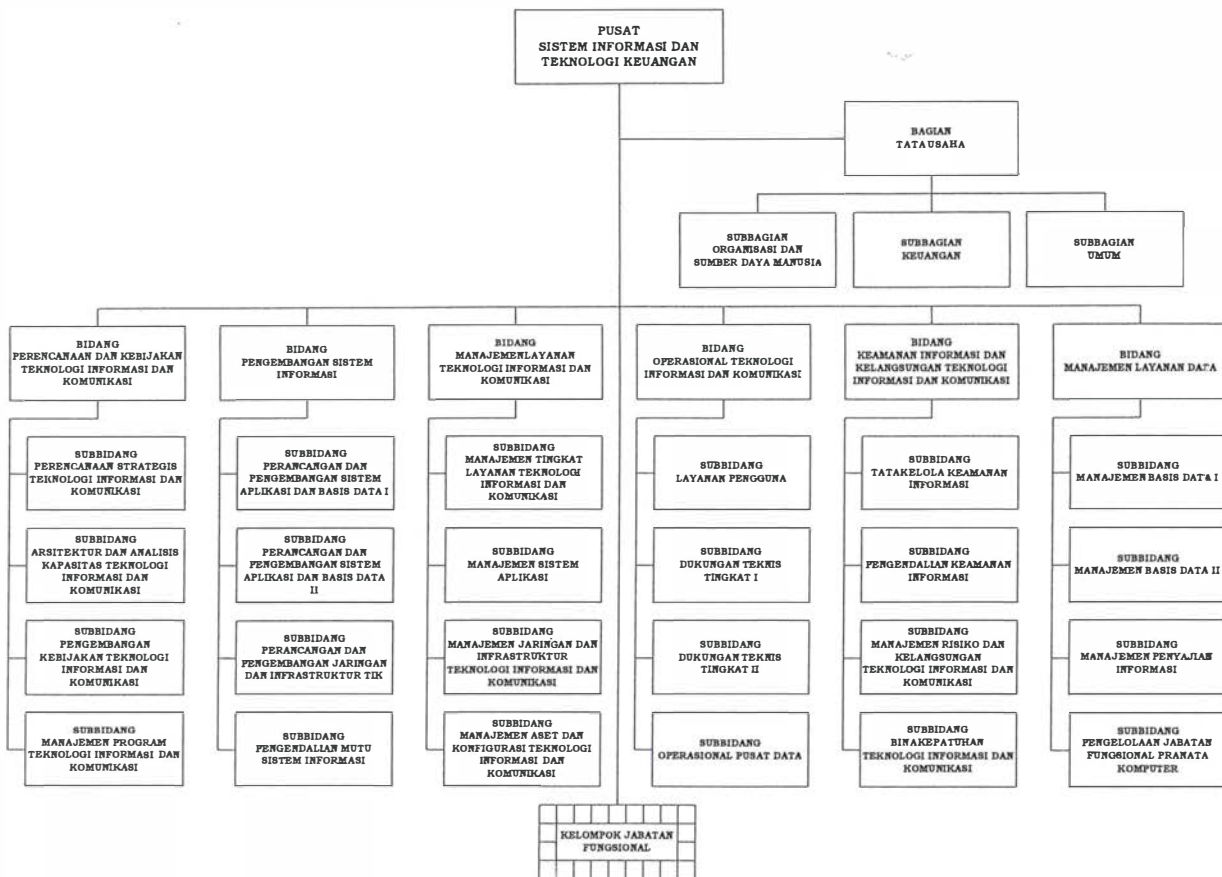 PUSAT
SISTEM INFORMASI DAN
TEKNOLOGI KEUANGAN
BAGIAN
TATAUSAHA
SUBBAGIAN
ORGANISASI DAN
SUMBER DAYA MANUSIA
SUBBAGIAN
KEUANGAN
SUBBAGIAN
UMUM
BIDANG
PERENCANAAN DAN KEBIJAKAN
TEKNOLOGI INFORMASI DAN
KOMUNIKASI
BIDANG
PENGEMBANGAN SISTEM
INFORMASI
BIDANG
MANAJEMENLAYANAN
TEKNOLOGI INFORMASI DAN
KOMUNIKASI
BIDANG
OPERASIONAL TEKNOLOGI
INFORMASI DAN KOMUNIKASI
BIDANG
KEAMANAN INFORMASI DAN
KELANGSUNGAN TEKNOLOGI
INFORMASI DAN KOMUNIKASI
BIDANG
MANAJEMEN LAYANAN DATA
SUBBIDANG
PERENCANAAN STRATEGIS
TEKNOLOGI INFORMASI DAN
KOMUNIKASI
SUBBIDANG
PERANCANGAN DAN
PENGEMBANGAN SISTEM
APLIKASI DAN BASIS DATA I
SUBBIDANG
MANAJEMEN TINGKAT
LAYANAN TEKNOLOGI
INFORMASI DAN
KOMUNIKASI
SUBBIDANG
LAYANAN PENGGUNA
SUBBIDANG
TATAKELOLA KEAMANAN
INFORMASI
SUBBIDANG
MANAJEMEN BASIS DATA I
SUBBIDANG
ARSITEKTUR DAN ANALISIS
KAPASITAS TEKNOLOGI
INFORMASI DAN
KOMUNIKASI
SUBBIDANG
PERANCANGAN DAN
PENGEMBANGAN SISTEM
APLIKASI DAN BASIS DATA
II
SUBBIDANG
MANAJEMEN SISTEM
APLIKASI
SUBBIDANG
DUKUNGAN TEKNIS
TINGKAT I
SUBBIDANG
PENGENDALIAN KEAMANAN
INFORMASI
SUBBIDANG
MANAJEMEN BASIS DATA II
SUBBIDANG
PENGEMBANGAN
KEBIJAKAN TEKNOLOGI
INFORMASI DAN
KOMUNIKASI
SUBBIDANG
PERANCANGAN DAN
PENGEMBANGAN JARINGAN
DAN INFRASTRUKTUR TIK
SUBBIDANG
MANAJEMEN JARINGAN DAN
INFRASTRUKTUR
TEKNOLOGI INFORMASI DAN
KOMUNIKASI
SUBBIDANG
DUKUNGAN TEKNIS
TINGKAT II
SUBBIDANG
MANAJEMEN RISIKO DAN
KELANGSUNGAN
TEKNOLOGI INFORMASI DAN
KOMUNIKASI
SUBBIDANG
MANAJEMEN PENYAJIAN
INFORMASI
SUBBIDANG
MANAJEMEN PROGRAM
TEKNOLOGI INFORMASI DAN
KOMUNIKASI
SUBBIDANG
PENGENDALIAN MUTU
SISTEM INFORMASI
SUBBIDANG
MANAJEMEN ASET DAN
KONFIGURASI TEKNOLOGI
INFORMASI DAN
KOMUNIKASI
SUBBIDANG
OPERASIONAL PUSAT DATA
SUBBIDANG
BINAKEPATUHAN
TEKNOLOGI INFORMASI DAN
KOMUNIKASI
SUBBIDANG
PENGELOLAAN JABATAN
FUNGSIONAL PRANATA
KOMPUTER
KELOMPOK JABATAN
FUNGSIONAL